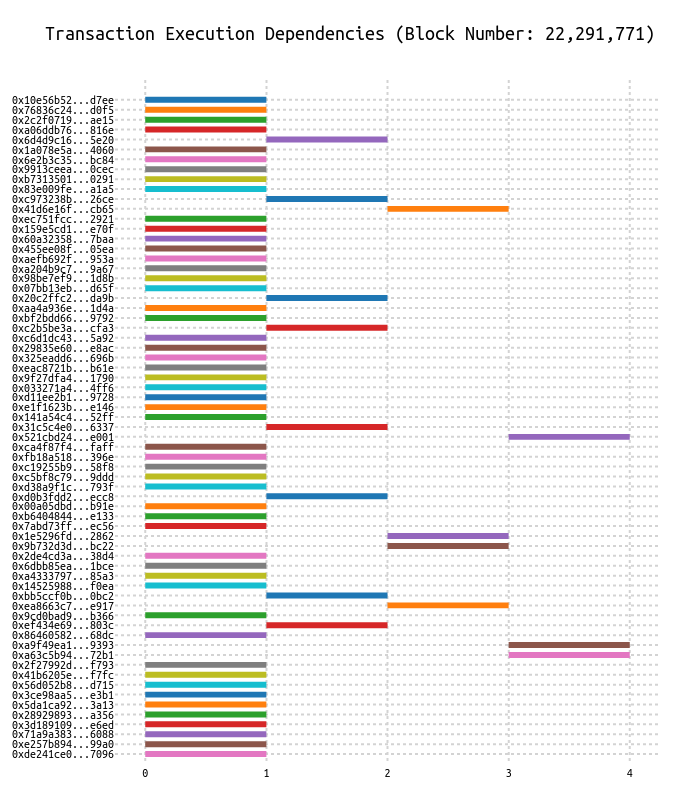 Transaction Execution Dependencies (Block Number: 22,291,771)
0x10e56b52...d7ee
0x76836c24...d0f5
0x2c2f0719...ae15
0xa06ddb76...816e
0x6d4d9c16...5e20
0x1a078e5a...4060
0x6e2b3c35...bc84
0x9913ceea...0cec
0xb7313501...0291
0x83e009fe...a1a5
0xc973238b...26ce
0x41d6e16f...cb65
0xec751fcc...2921
0x159e5cd1...e70f
0x60a32358...7baa
0x455ee08f...05ea
0xaefb692f...953a
0xa204b9c7...9a67
0x98be7ef9...1d8b
0x07bb13eb...d65f
0x20c2ffc2...da9b
0xaa4a936e...1d4a
0xbf2bdd66...9792
0xc2b5be3a...cfa3
0xc6d1dc43...5a92
0x29835e60...e8ac
0x325eadd6...696b
0xeac8721b...b61e
0x9f27dfa4...1790
0x033271a4...4ff6
0xd11ee2b1...9728
0xe1f1623b...e146
0x141a54c4...52ff
0x31c5c4e0...6337
0x521cbd24...e001
0xca4f87f4...faff
0xfb18a518...396e
0xc19255b9...58f8
0xc5bf8c79...9ddd
0xd38a9f1c...793f
0xd0b3fdd2...ecc8
0x00a05dbd...b91e
0xb6404844...e133
0x7abd73ff...ec56
0x1e5296fd...2862
0x9b732d3d...bc22
0x2de4cd3a...38d4
0x6dbb85ea...1bce
0xa4333797...85a3
0x14525988...f0ea
0xbb5ccf0b...0bc2
0xea8663c7...e917
0x9cd0bad9...b366
0xef434e69...803c
0x86460582...68dc
0xa9f49ea1...9393
0xa63c5b94...72b1
0x2f27992d...f793
0x41b6205e...f7fc
0x56d052b8...d715
0x3ce98aa5...e3b1
0x5da1ca92...3a13
0x28929893...a356
0x3d189109...e6ed
0x71a9a383...6088
0xe257b894...99a0
0xde241ce0...7096
0 1 2 3 4